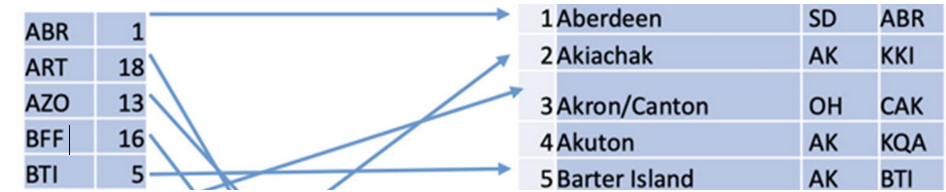 ABR 1
ART 18
AZO 13
BFF 16
BTI 5
1 Aberdeen SD ABR
2 Akiachak AK KKI
3 Akron/Canton OH CAK
4 Akuton AK KQA
5 Barter Island AK BTI